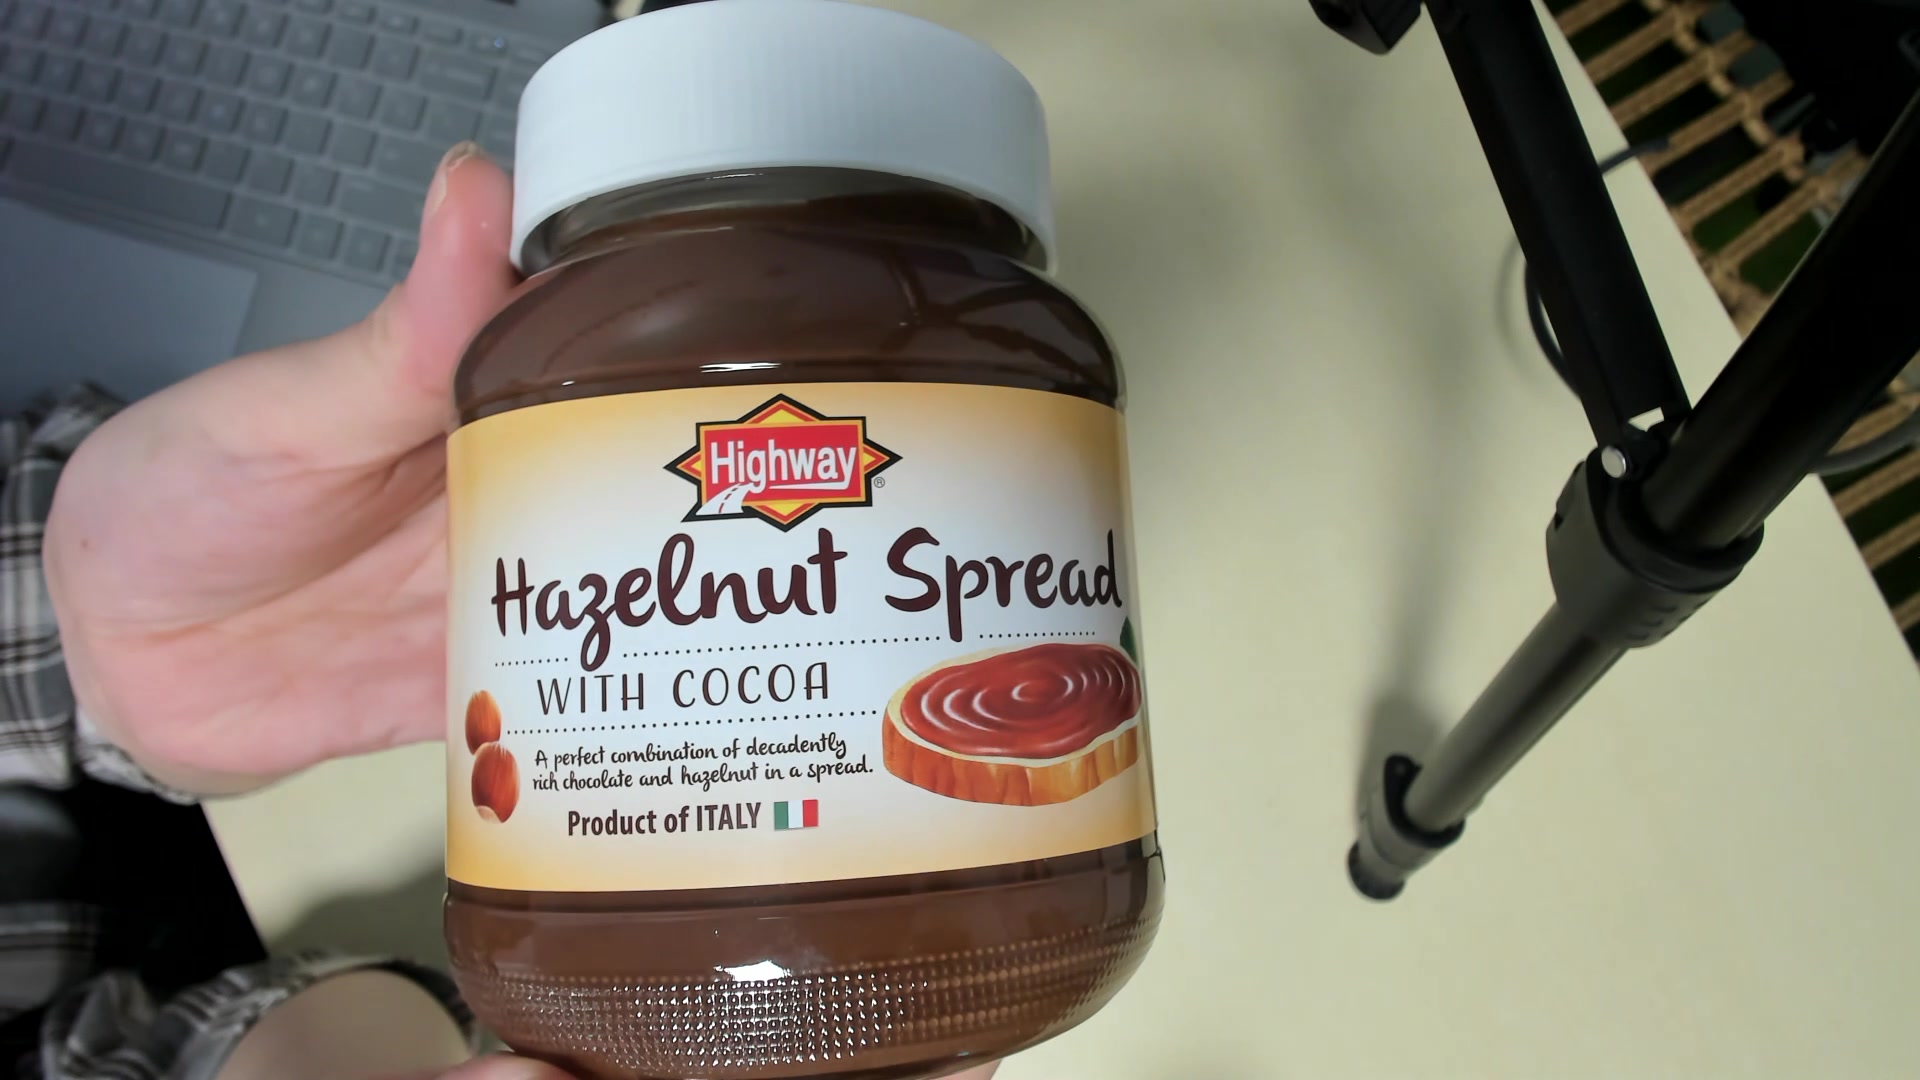 Highway®
Hazelnut Spread
WITH COCOA
A perfect combination of decadently
rich chocolate and hazelnut in a spread.
Product of ITALY